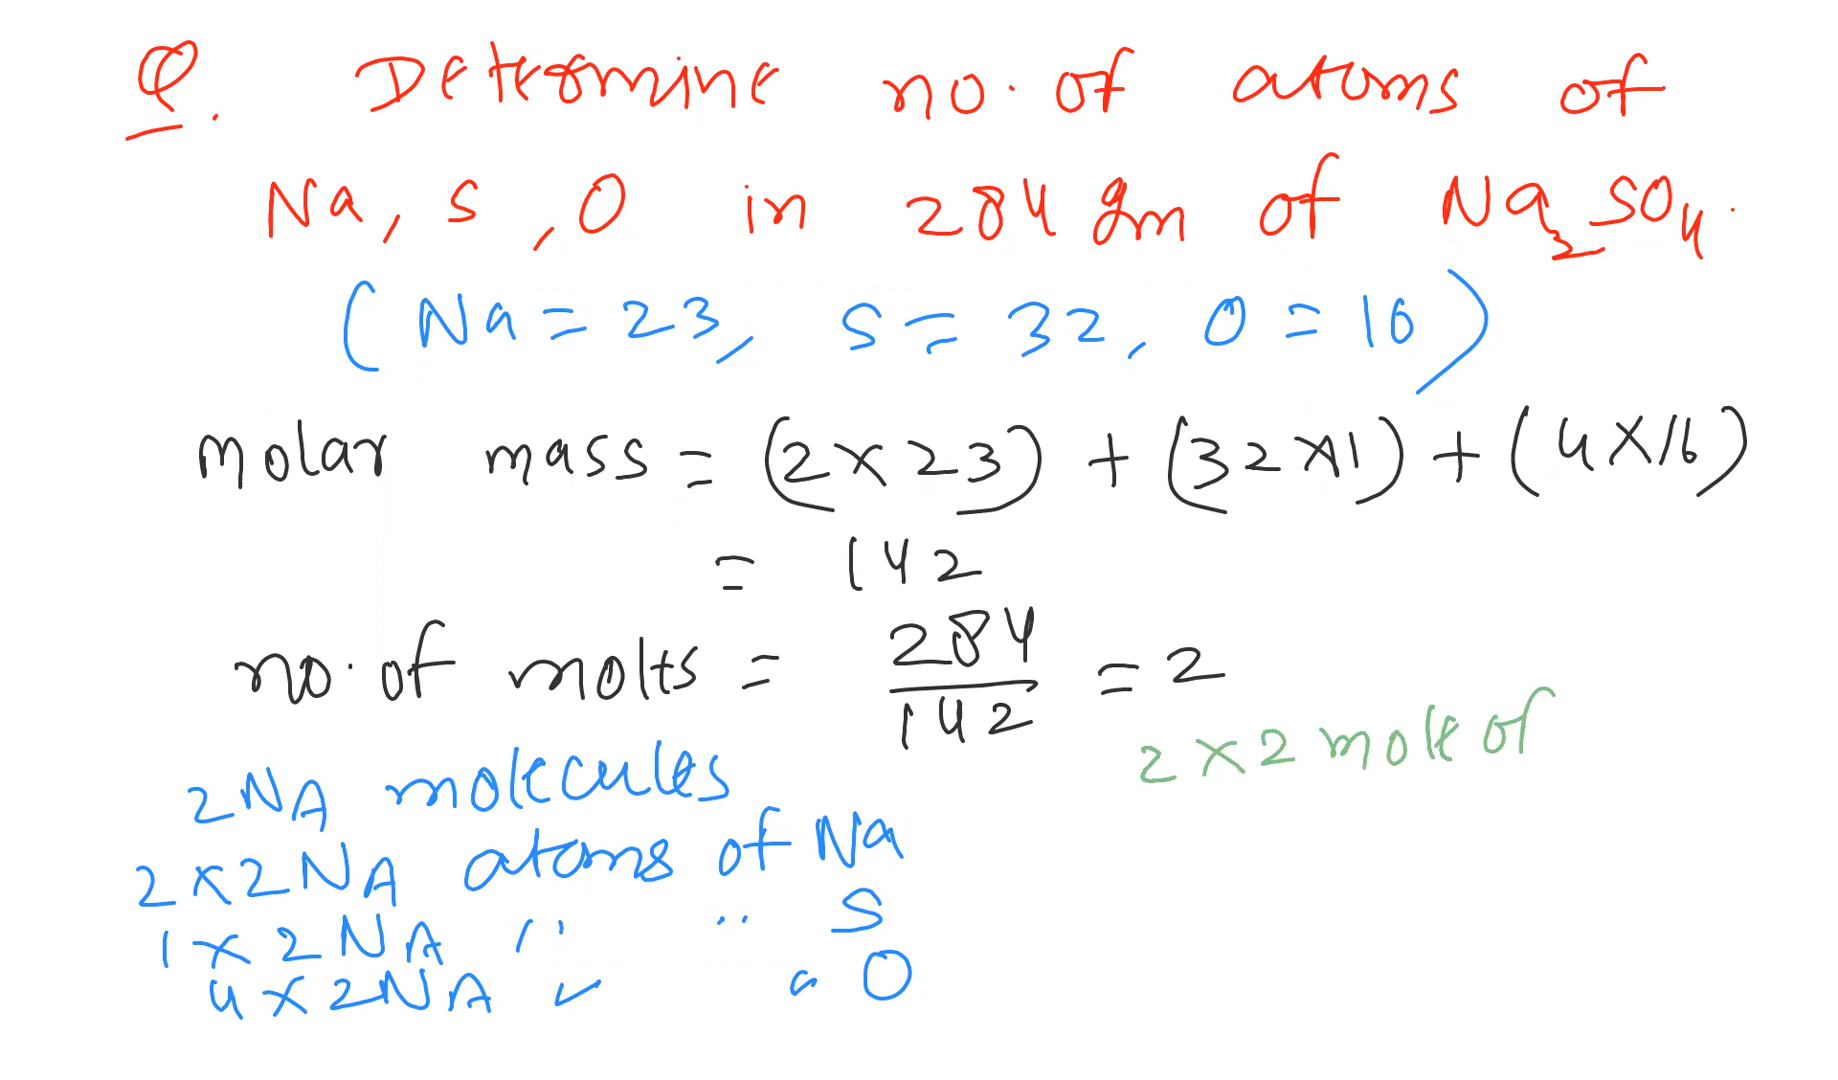 Q. Determine no. of atoms of
Na, S, O in 284 gm of Na2SO4.
(Na = 23, S = 32, O = 16)
molar mass = (2 x 23) + (32 x 1) + (4 x 16)
= 142
no. of moles = 284/142 = 2
2 x 2 mole of
2NA molecules
2 x 2NA atoms of Na
1 x 2NA " " S
4 x 2NA " " O